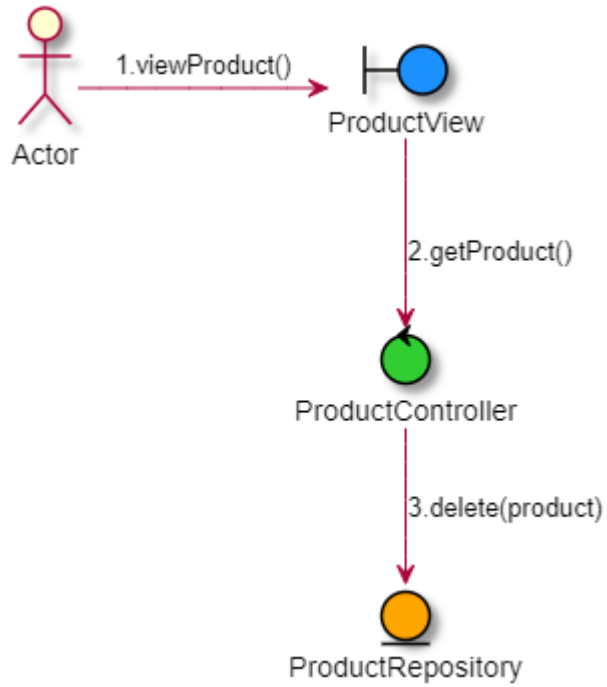 1.viewProduct()
Actor
ProductView
2.getProduct()
ProductController
3.delete(product)
ProductRepository